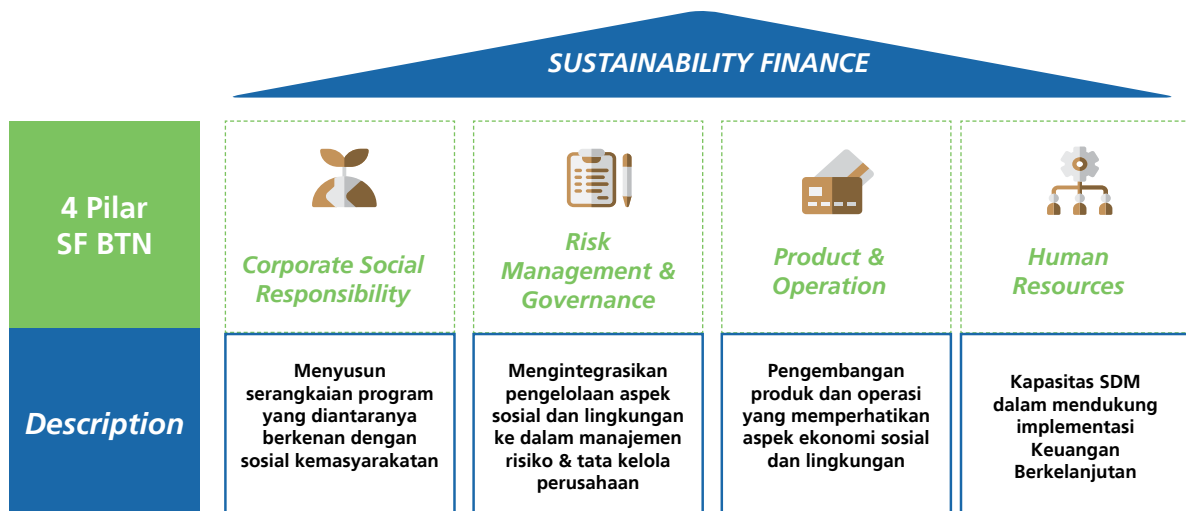 SUSTAINABILITY FINANCE
4 Pilar
SF BTN
Corporate Social
Responsibility
Risk
Management &
Governance
Product &
Operation
Human
Resources
Description
Menyusun
serangkaian program
yang diantaranya
berkenan dengan
sosial kemasyarakatan
Mengintegrasikan
pengelolaan aspek
sosial dan lingkungan
ke dalam manajemen
risiko & tata kelola
perusahaan
Pengembangan
produk dan operasi
yang memperhatikan
aspek ekonomi sosial
dan lingkungan
Kapasitas SDM
dalam mendukung
implementasi
Keuangan
Berkelanjutan